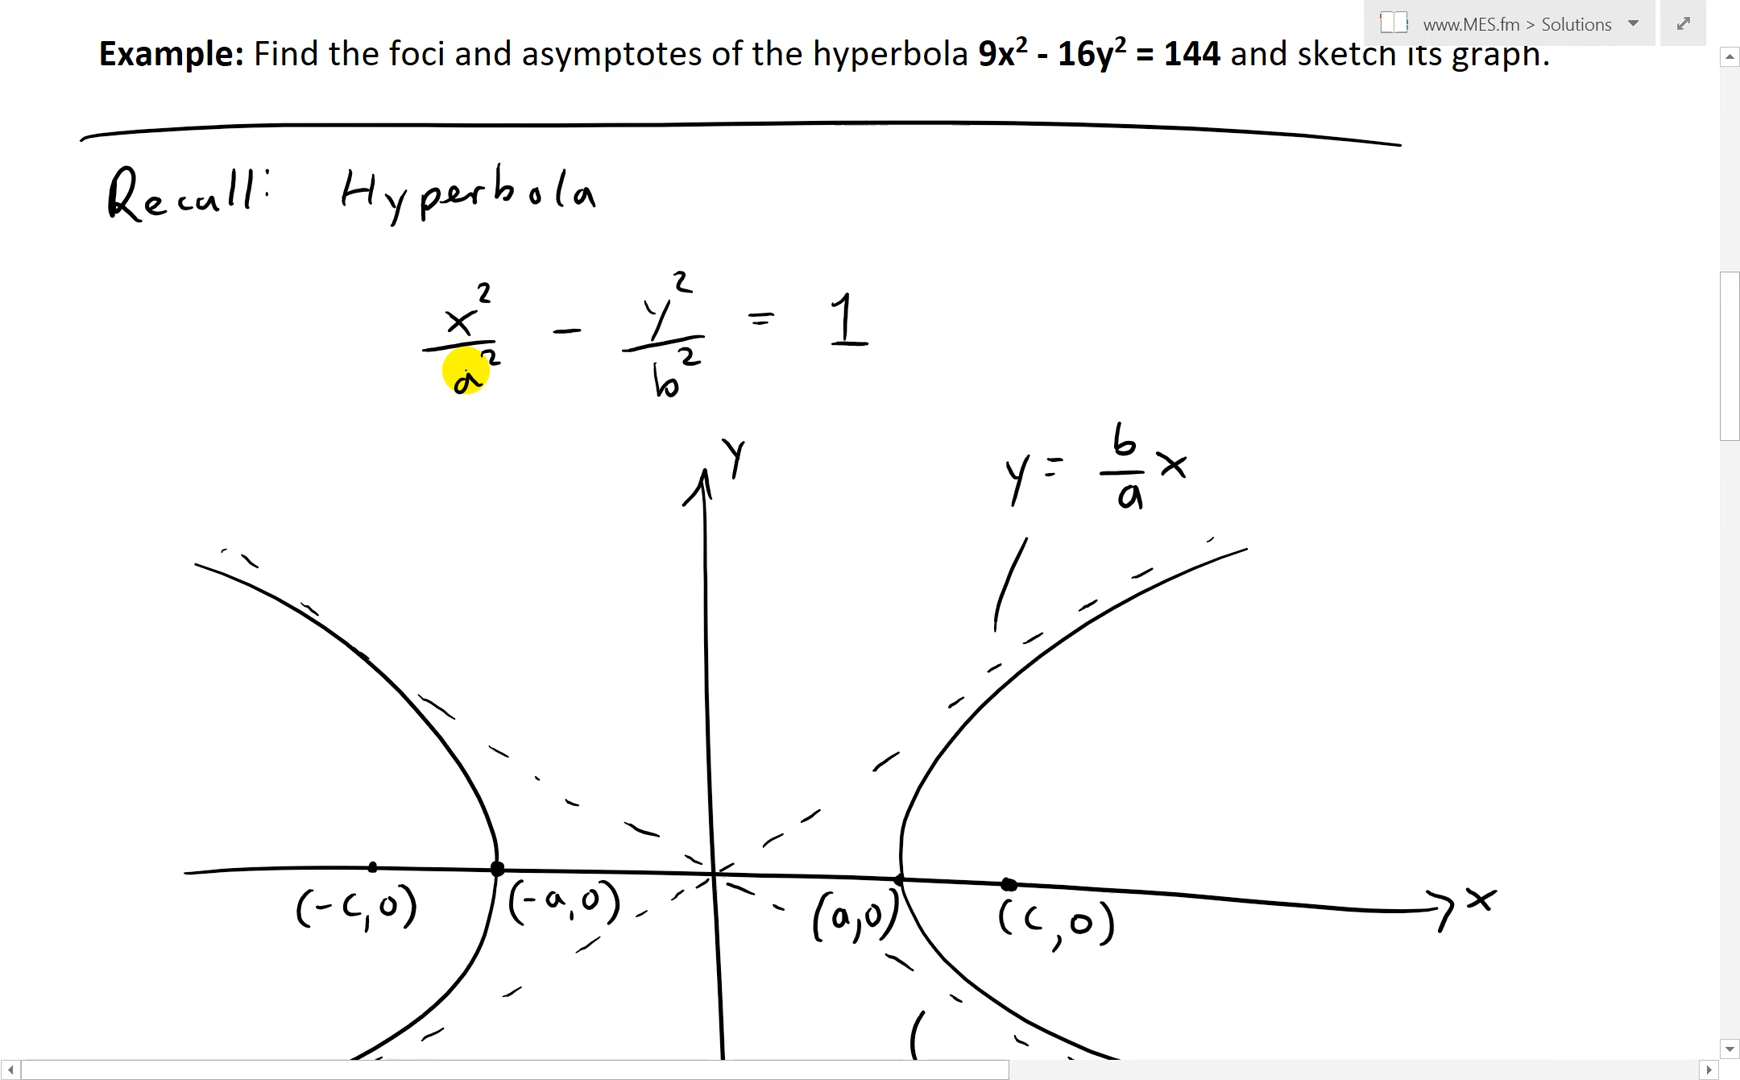 www.MES.fm > Solutions
Example: Find the foci and asymptotes of the hyperbola 9x² - 16y² = 144 and sketch its graph.
Recall: Hyperbola
x²/a² - y²/b² = 1
y = b/a x
Y
(-c,0) (-a,0) (a,0) (c,0) x